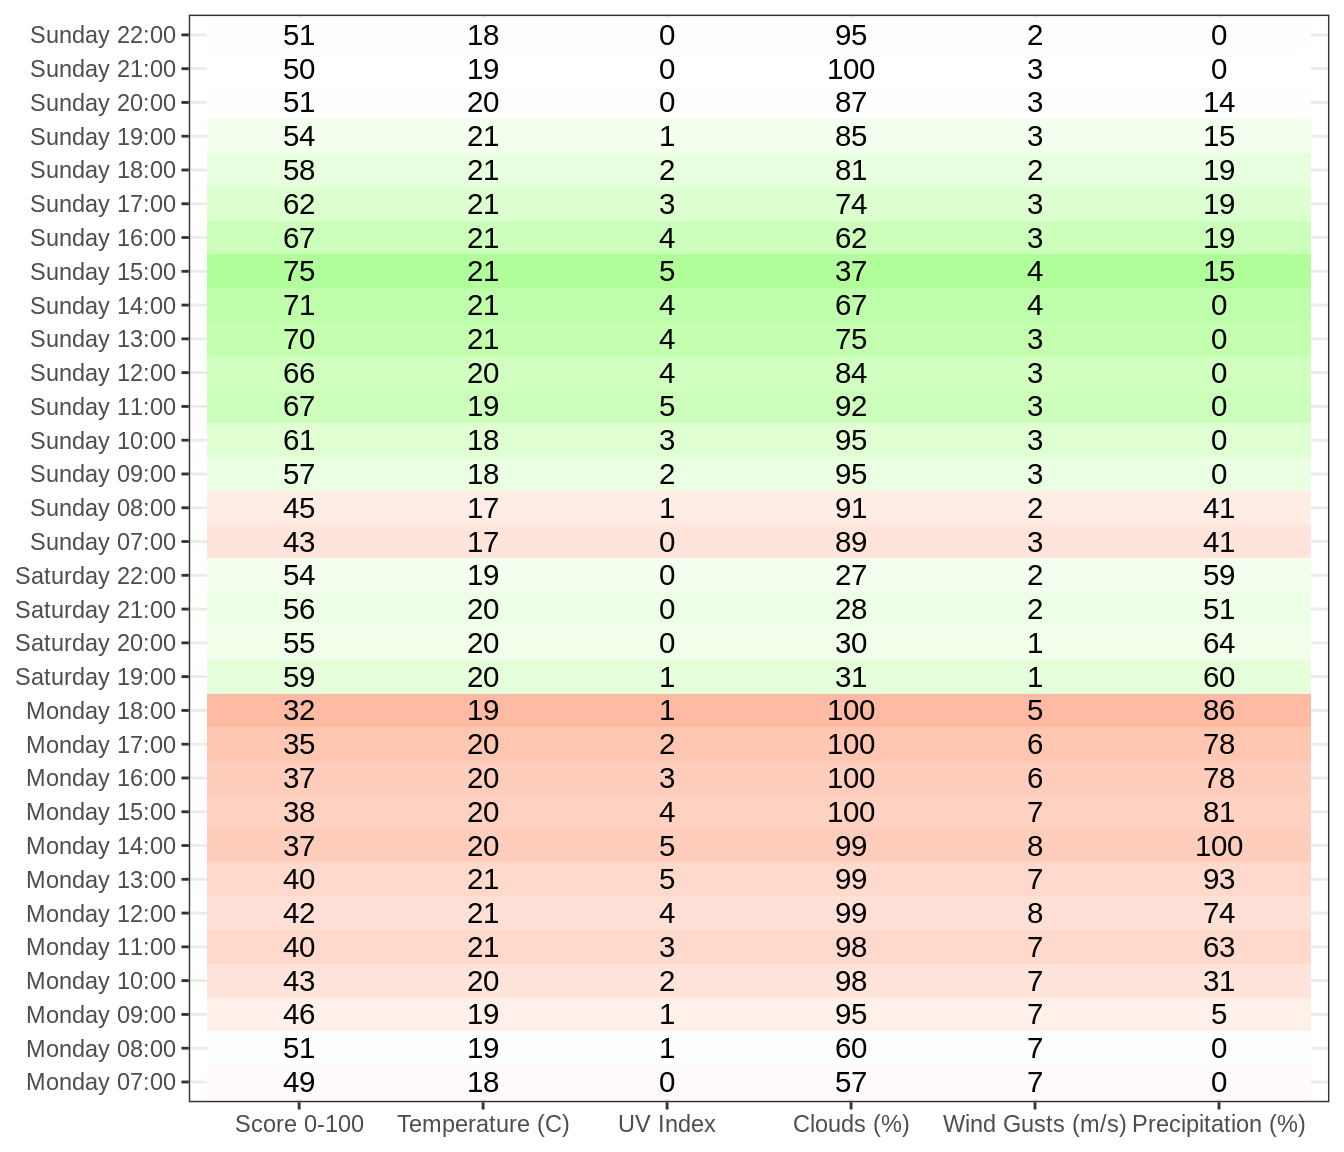 Sunday 22:00 51 18 0 95 2 0
Sunday 21:00 50 19 0 100 3 0
Sunday 20:00 51 20 0 87 3 14
Sunday 19:00 54 21 1 85 3 15
Sunday 18:00 58 21 2 81 2 19
Sunday 17:00 62 21 3 74 3 19
Sunday 16:00 67 21 4 62 3 19
Sunday 15:00 75 21 5 37 4 15
Sunday 14:00 71 21 4 67 4 0
Sunday 13:00 70 21 4 75 3 0
Sunday 12:00 66 20 4 84 3 0
Sunday 11:00 67 19 5 92 3 0
Sunday 10:00 61 18 3 95 3 0
Sunday 09:00 57 18 2 95 3 0
Sunday 08:00 45 17 1 91 2 41
Sunday 07:00 43 17 0 89 3 41
Saturday 22:00 54 19 0 27 2 59
Saturday 21:00 56 20 0 28 2 51
Saturday 20:00 55 20 0 30 1 64
Saturday 19:00 59 20 1 31 1 60
Monday 18:00 32 19 1 100 5 86
Monday 17:00 35 20 2 100 6 78
Monday 16:00 37 20 3 100 6 78
Monday 15:00 38 20 4 100 7 81
Monday 14:00 37 20 5 99 8 100
Monday 13:00 40 21 5 99 7 93
Monday 12:00 42 21 4 99 8 74
Monday 11:00 40 21 3 98 7 63
Monday 10:00 43 20 2 98 7 31
Monday 09:00 46 19 1 95 7 5
Monday 08:00 51 19 1 60 7 0
Monday 07:00 49 18 0 57 7 0
Score 0-100 Temperature (C) UV Index Clouds (%) Wind Gusts (m/s) Precipitation (%)